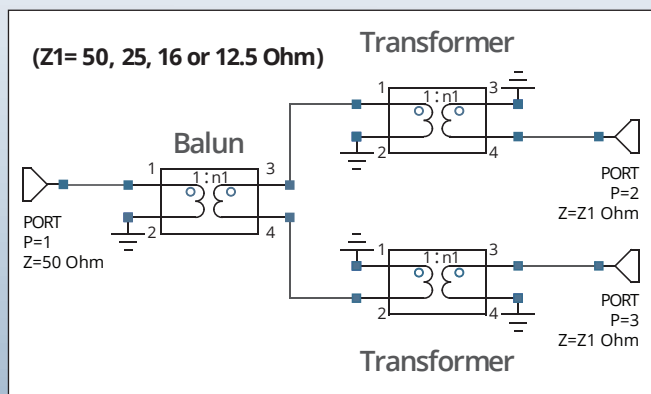 Transformer
(Z1= 50, 25, 16 or 12.5 Ohm)
1 3
1:n1
2 4
PORT
P=2
Z=Z1 Ohm
Balun
1 3
1:n1
2 4
PORT
P=1
Z=50 Ohm
1 3
1:n1
2 4
PORT
P=3
Z=Z1 Ohm
Transformer